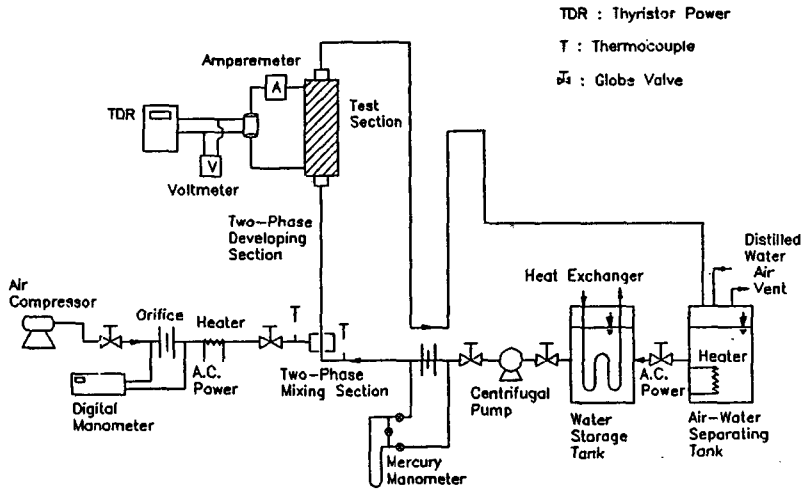 TDR : Thyristor Power
T : Thermocouple
: Globe Valve
Amparemeter
A
TDR
Test
Section
V
Voltmeter
Two-Phase
Developing
Section
Distilled
Water
Air
Vent
Heat Exchanger
Air
Compressor
Orifice
Heater
T
T
A.C.
Power
Two-Phase
Mixing Section
Digital
Manometer
Centrifugal
Pump
Heater
A.C.
Power
Water
Storage
Tank
Air-Water
Separating
Tank
Mercury
Manometer